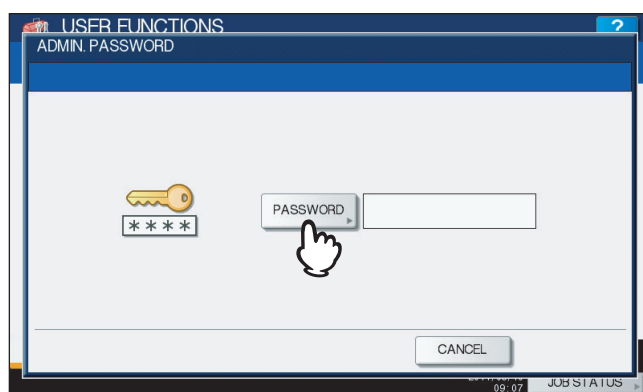 USER FUNCTIONS
?
ADMIN. PASSWORD
* * * *
PASSWORD
CANCEL
09:07
JOB STATUS